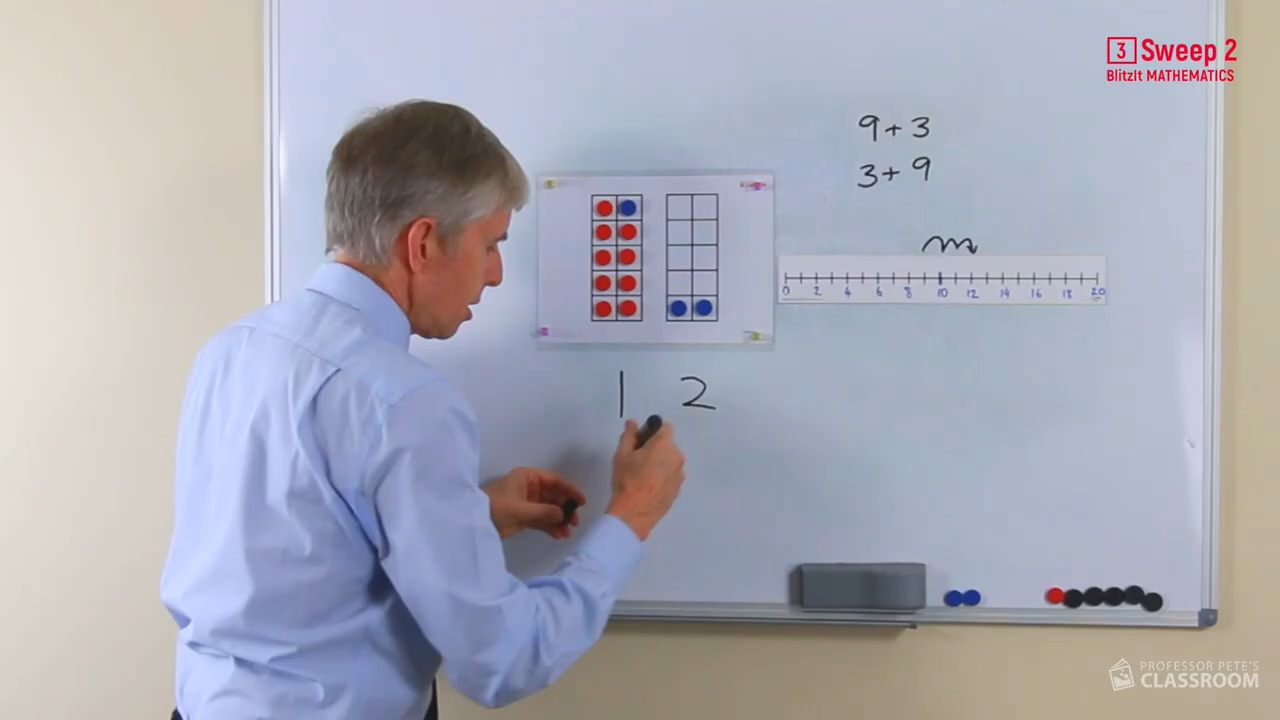 3 Sweep 2
BlitzIt MATHEMATICS
9+3
3+9
0 2 4 6 8 10 12 14 16 18 20
1 2
PROFESSOR PETE'S
CLASSROOM